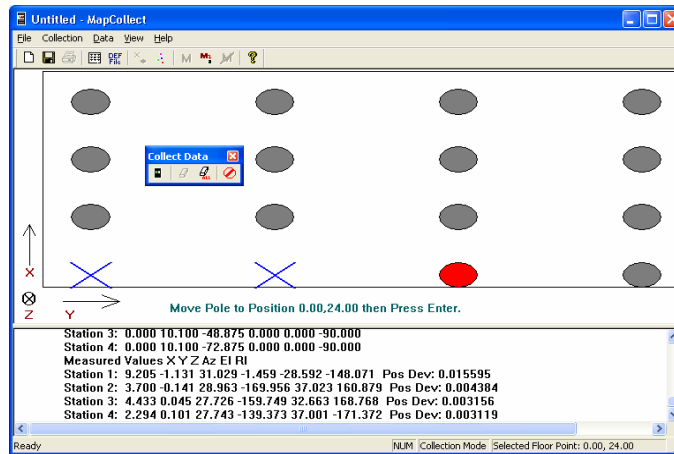 Untitled - MapCollect
File Collection Data View Help
DEF File M M ?
Collect Data
ALL
X
Z Y
Move Pole to Position 0.00,24.00 then Press Enter.
Station 3: 0.000 10.100 -48.875 0.000 0.000 -90.000
Station 4: 0.000 10.100 -72.875 0.000 0.000 -90.000
Measured Values X Y Z Az El Rl
Station 1: 9.205 -1.131 31.029 -1.459 -28.592 -148.071 Pos Dev: 0.015595
Station 2: 3.700 -0.141 28.963 -169.956 37.023 160.879 Pos Dev: 0.004384
Station 3: 4.433 0.045 27.726 -159.749 32.663 168.768 Pos Dev: 0.003156
Station 4: 2.294 0.101 27.743 -139.373 37.001 -171.372 Pos Dev: 0.003119
Ready NUM Collection Mode Selected Floor Point: 0.00, 24.00